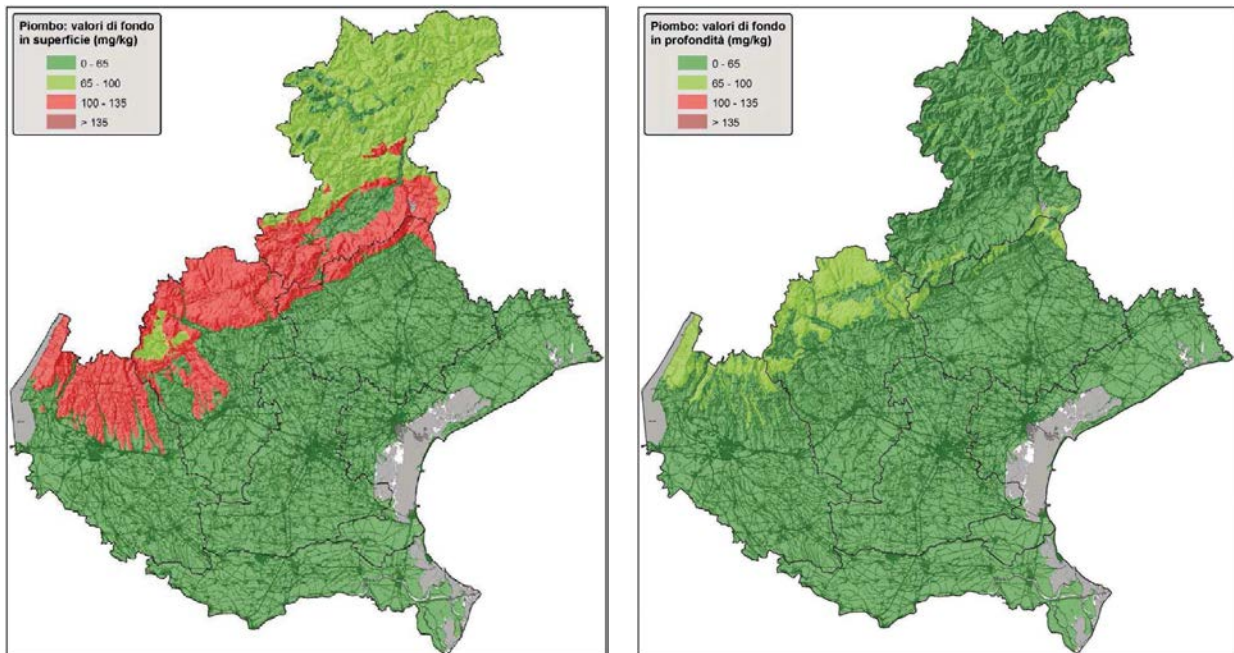 Piombo: valori di fondo
in superficie (mg/kg)
0 - 65
65 - 100
100 - 135
> 135
Piombo: valori di fondo
in profondità (mg/kg)
0 - 65
65 - 100
100 - 135
> 135